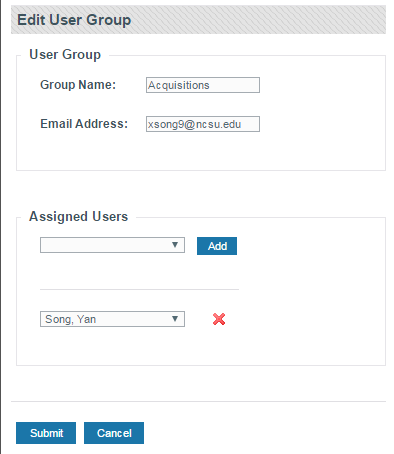 Edit User Group
User Group
Group Name: Acquisitions
Email Address: xsong9@ncsu.edu
Assigned Users
Add
Song, Yan
Submit Cancel